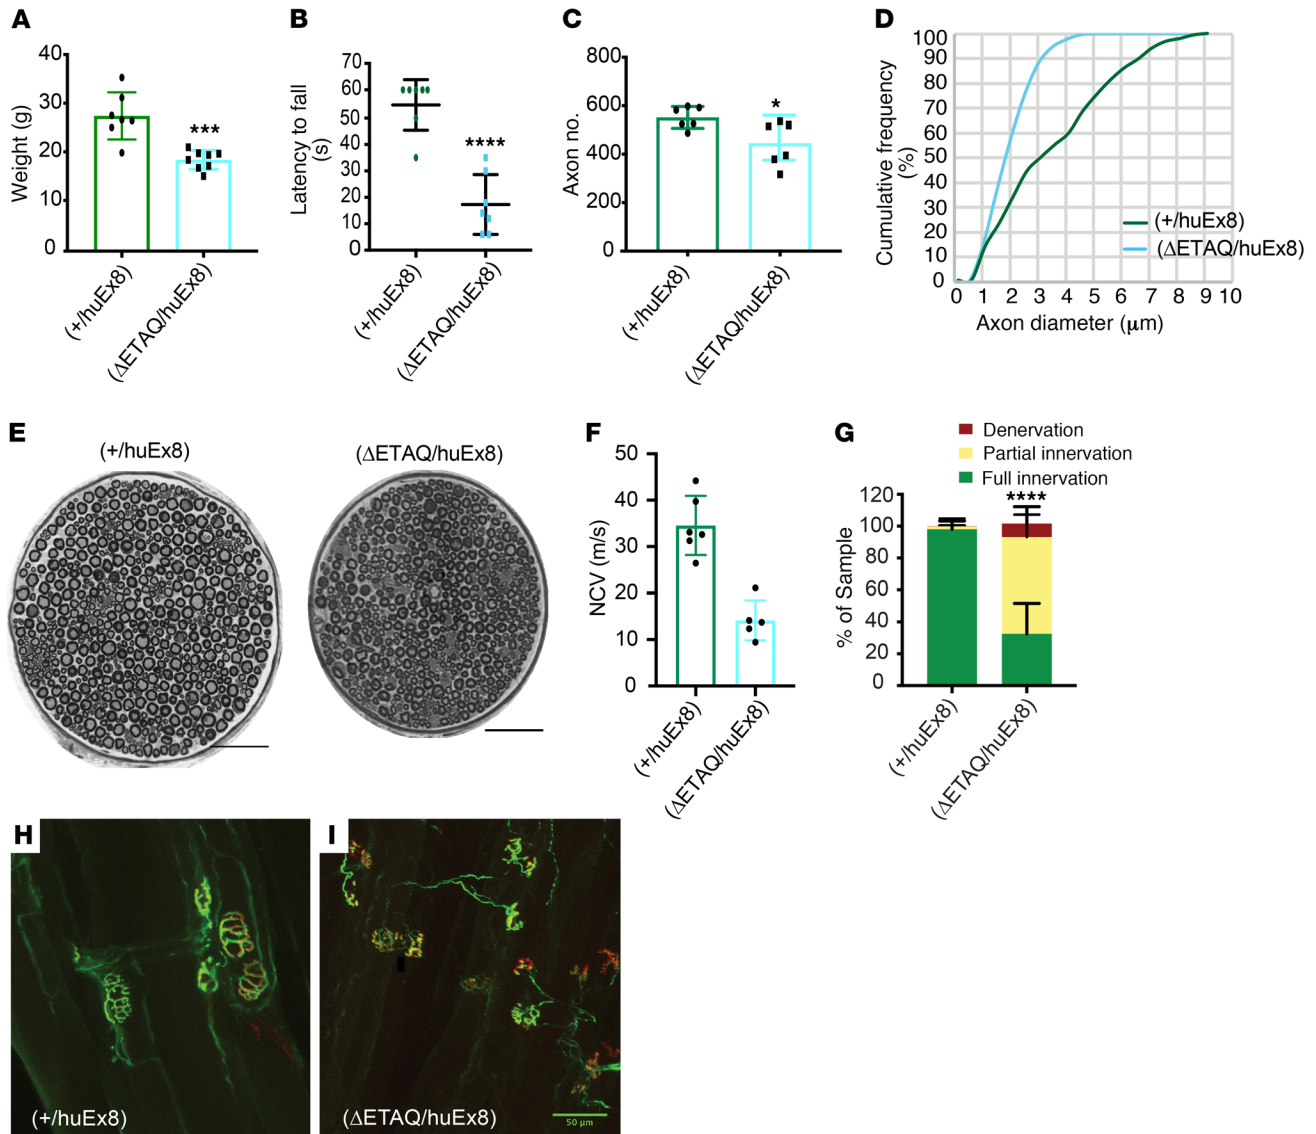 A
Weight (g)
40
30
20
10
0
***
(+/huEx8)
(ΔETAQ/huEx8)
B
Latency to fall
(s)
70
60
50
40
30
20
10
0
****
(+/huEx8)
(ΔETAQ/huEx8)
C
Axon no.
800
600
400
200
0
*
(+/huEx8)
(ΔETAQ/huEx8)
D
Cumulative frequency
(%)
100
90
80
70
60
50
40
30
20
10
0
(+/huEx8)
(ΔETAQ/huEx8)
0 1 2 3 4 5 6 7 8 9 10
Axon diameter (μm)
E
(+/huEx8)
(ΔETAQ/huEx8)
F
NCV (m/s)
50
40
30
20
10
0
(+/huEx8)
(ΔETAQ/huEx8)
G
Denervation
Partial innervation
Full innervation
% of Sample
120
100
80
60
40
20
0
****
(+/huEx8)
(ΔETAQ/huEx8)
H
(+/huEx8)
I
(ΔETAQ/huEx8)
50 μm